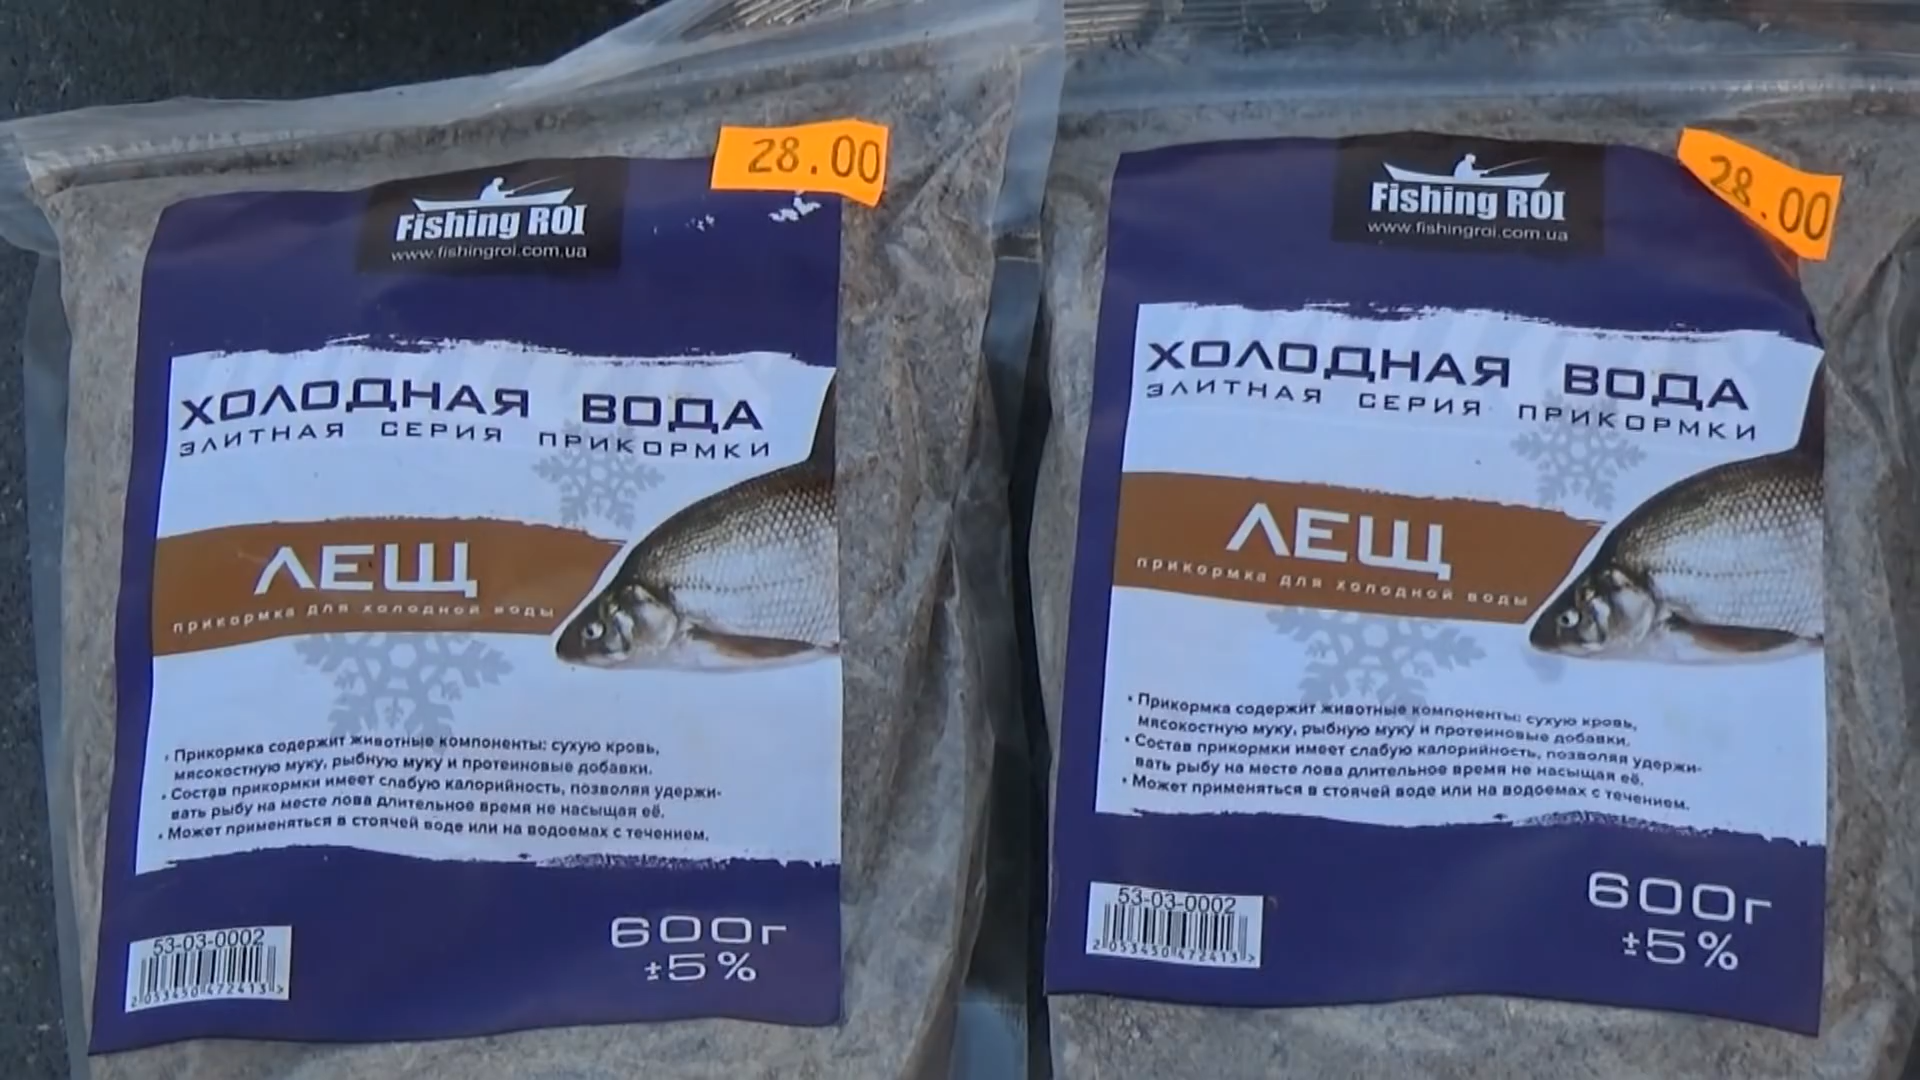 28.00
Fishing ROI
www.fishingroi.com.ua
ХОЛОДНАЯ ВОДА
ЭЛИТНАЯ СЕРИЯ ПРИКОРМКИ
ЛЕЩ
прикормка для холодной воды
• Прикормка содержит животные компоненты: сухую кровь,
мясокостную муку, рыбную муку и протеиновые добавки.
• Состав прикормки имеет слабую калорийность, позволяя удержи-
вать рыбу на месте лова длительное время не насыщая её.
• Может применяться в стоячей воде или на водоемах с течением.
53-03-0002
2 053450 472413 >
600г
±5%
28.00
Fishing ROI
www.fishingroi.com.ua
ХОЛОДНАЯ ВОДА
ЭЛИТНАЯ СЕРИЯ ПРИКОРМКИ
ЛЕЩ
прикормка для холодной воды
• Прикормка содержит животные компоненты: сухую кровь,
мясокостную муку, рыбную муку и протеиновые добавки.
• Состав прикормки имеет слабую калорийность, позволяя удержи-
вать рыбу на месте лова длительное время не насыщая её.
• Может применяться в стоячей воде или на водоемах с течением.
53-03-0002
2 053450 472413 >
600г
±5%